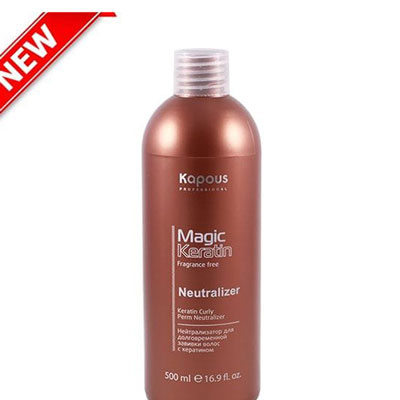 NEW
Kapous
PROFESSIONAL
Magic
Keratin
Fragrance free
Neutralizer
Keratin Curly
Perm Neutralizer
Нейтрализатор для
долговременной
завивки волос
с кератином
500 ml ℮ 16.9 fl. oz.